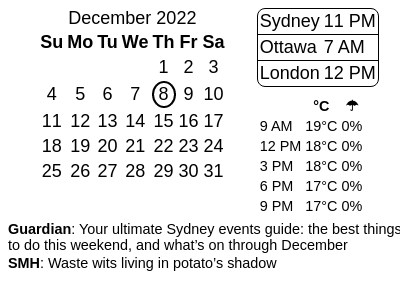 December 2022
Su Mo Tu We Th Fr Sa
1 2 3
4 5 6 7 8 9 10
11 12 13 14 15 16 17
18 19 20 21 22 23 24
25 26 27 28 29 30 31
Sydney 11 PM
Ottawa 7 AM
London 12 PM
°C ☂
9 AM 19°C 0%
12 PM 18°C 0%
3 PM 18°C 0%
6 PM 17°C 0%
9 PM 17°C 0%
Guardian: Your ultimate Sydney events guide: the best things
to do this weekend, and what's on through December
SMH: Waste wits living in potato's shadow